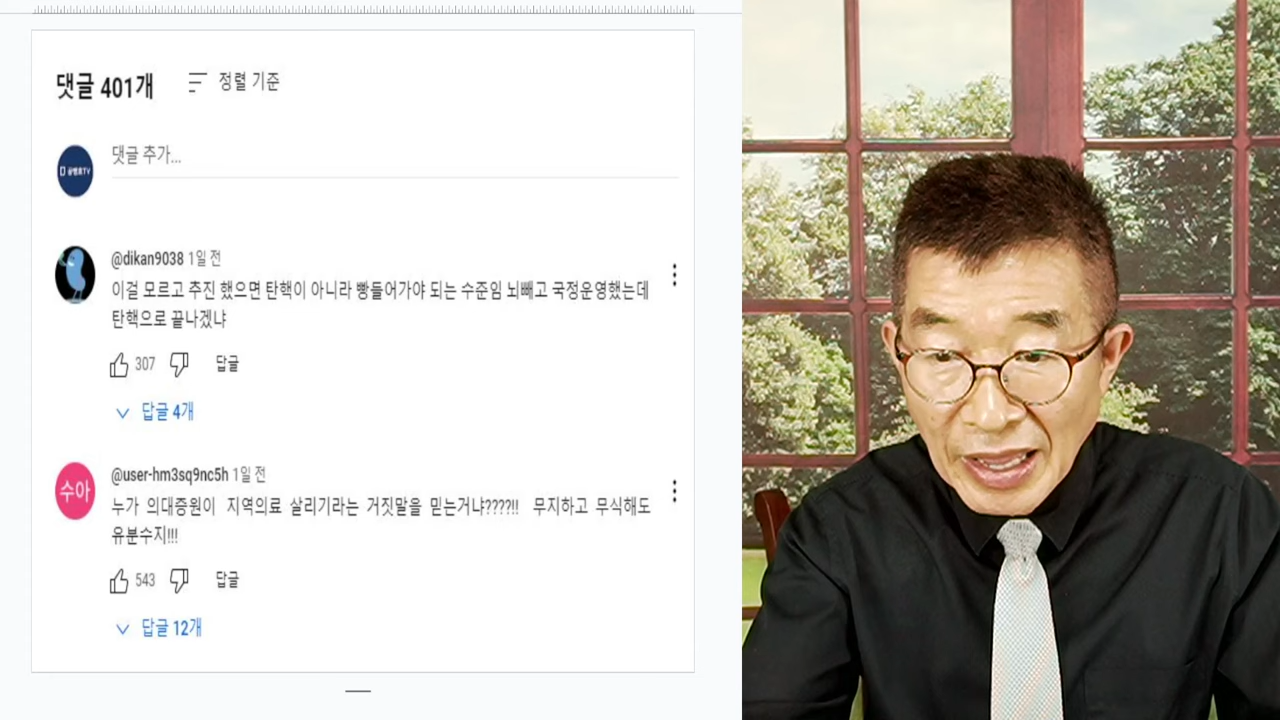 댓글 401개
정렬 기준
댓글 추가...
@dikan9038 1일 전
이걸 모르고 추진 했으면 탄핵이 아니라 빵들어가야 되는 수준임 뇌빼고 국정운영했는데
탄핵으로 끝나겠냐
307
답글
답글 4개
수아
@user-hm3sq9nc5h 1일 전
누가 의대증원이 지역의료 살리기라는 거짓말을 믿는거냐????!! 무지하고 무식해도
유분수지!!!
543
답글
답글 12개